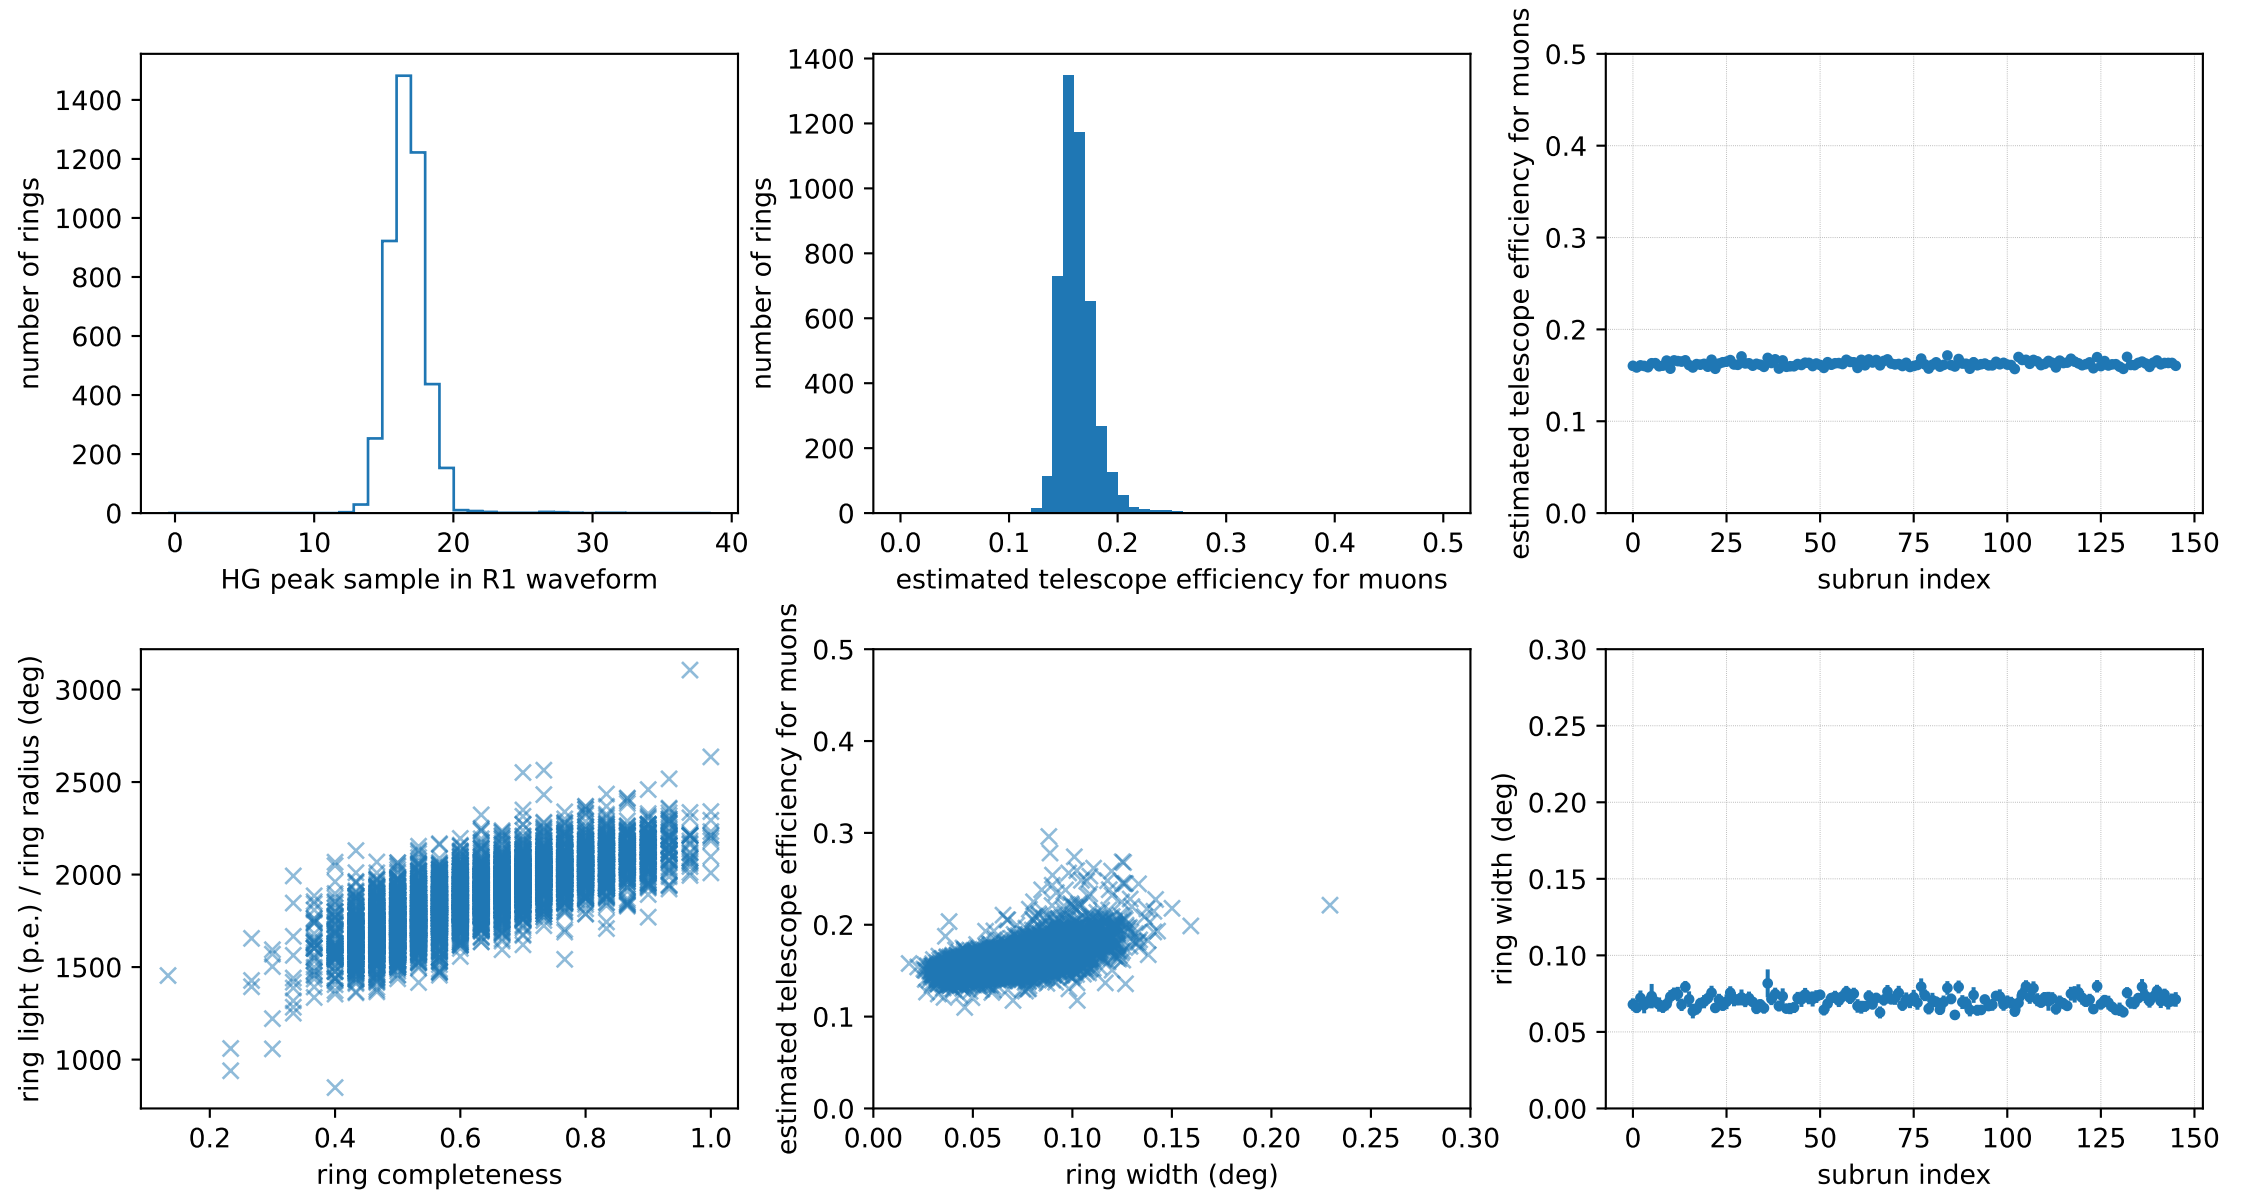 1400
1200
1000
800
600
400
200
0
number of rings
0 10 20 30 40
HG peak sample in R1 waveform
1400
1200
1000
800
600
400
200
0
number of rings
0.0 0.1 0.2 0.3 0.4 0.5
estimated telescope efficiency for muons
0.5
0.4
0.3
0.2
0.1
0.0
estimated telescope efficiency for muons
0 25 50 75 100 125 150
subrun index
3000
2500
2000
1500
1000
ring light (p.e.) / ring radius (deg)
0.2 0.4 0.6 0.8 1.0
ring completeness
0.5
0.4
0.3
0.2
0.1
0.0
estimated telescope efficiency for muons
0.00 0.05 0.10 0.15 0.20 0.25 0.30
ring width (deg)
0.30
0.25
0.20
0.15
0.10
0.05
0.00
ring width (deg)
0 25 50 75 100 125 150
subrun index